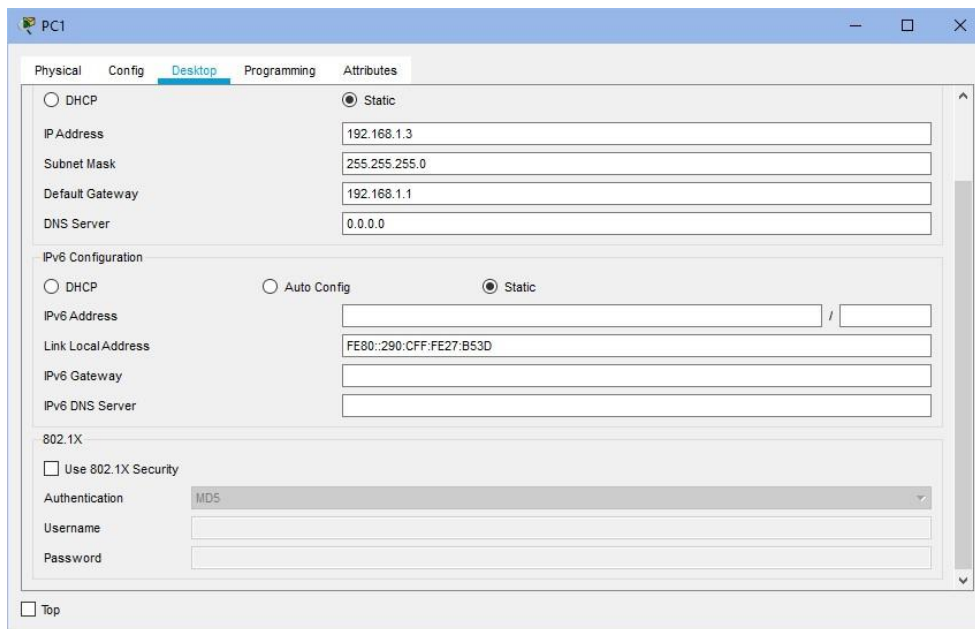 PC1
Physical Config Desktop Programming Attributes
DHCP Static
IP Address 192.168.1.3
Subnet Mask 255.255.255.0
Default Gateway 192.168.1.1
DNS Server 0.0.0.0
IPv6 Configuration
DHCP Auto Config Static
IPv6 Address /
Link Local Address FE80::290:CFF:FE27:B53D
IPv6 Gateway
IPv6 DNS Server
802.1X
Use 802.1X Security
Authentication MD5
Username
Password
Top